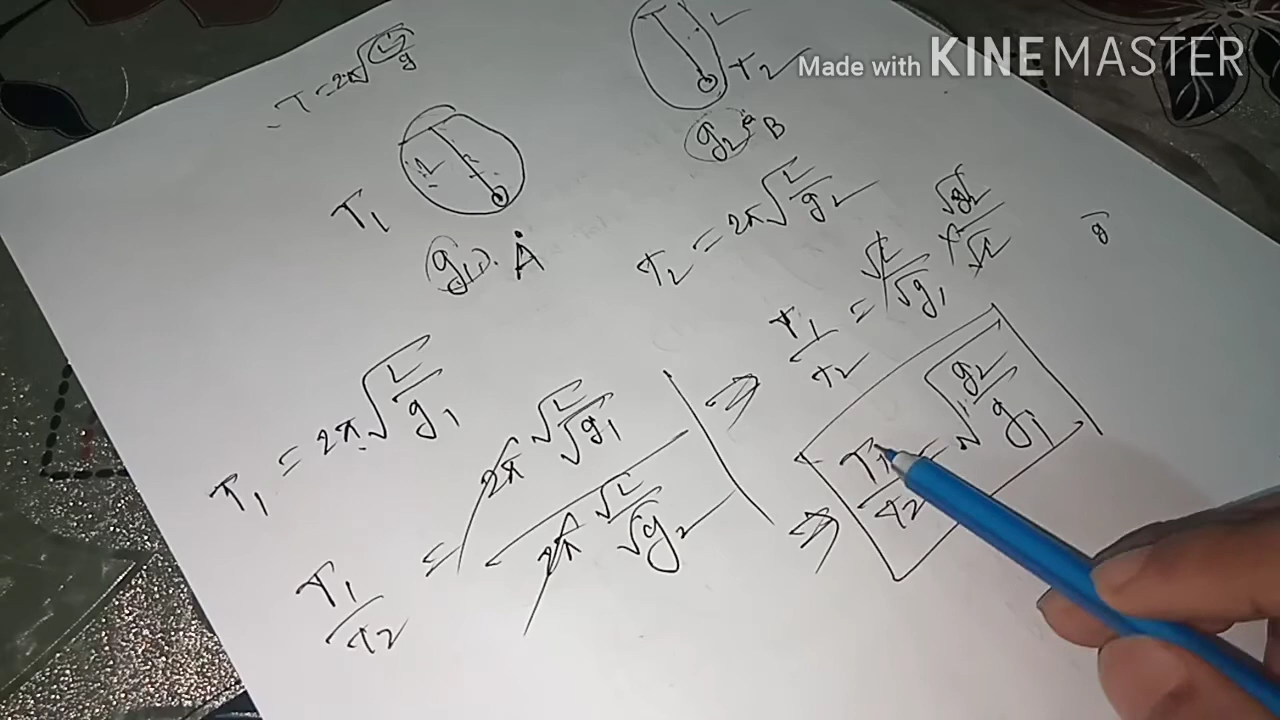 Made with KINEMASTER
T = 2π√(L/g)
L
T2
g2 B
L
T1
g1 A
T2 = 2π√(L/g2)
T1 = 2π√(L/g1)
T1/T2 = 2π √L/√g1 / 2π √L/√g2
⇒ T1/T2 = √L/√g1 × √g2/√L
⇒ T1/T2 = √(g2/g1)